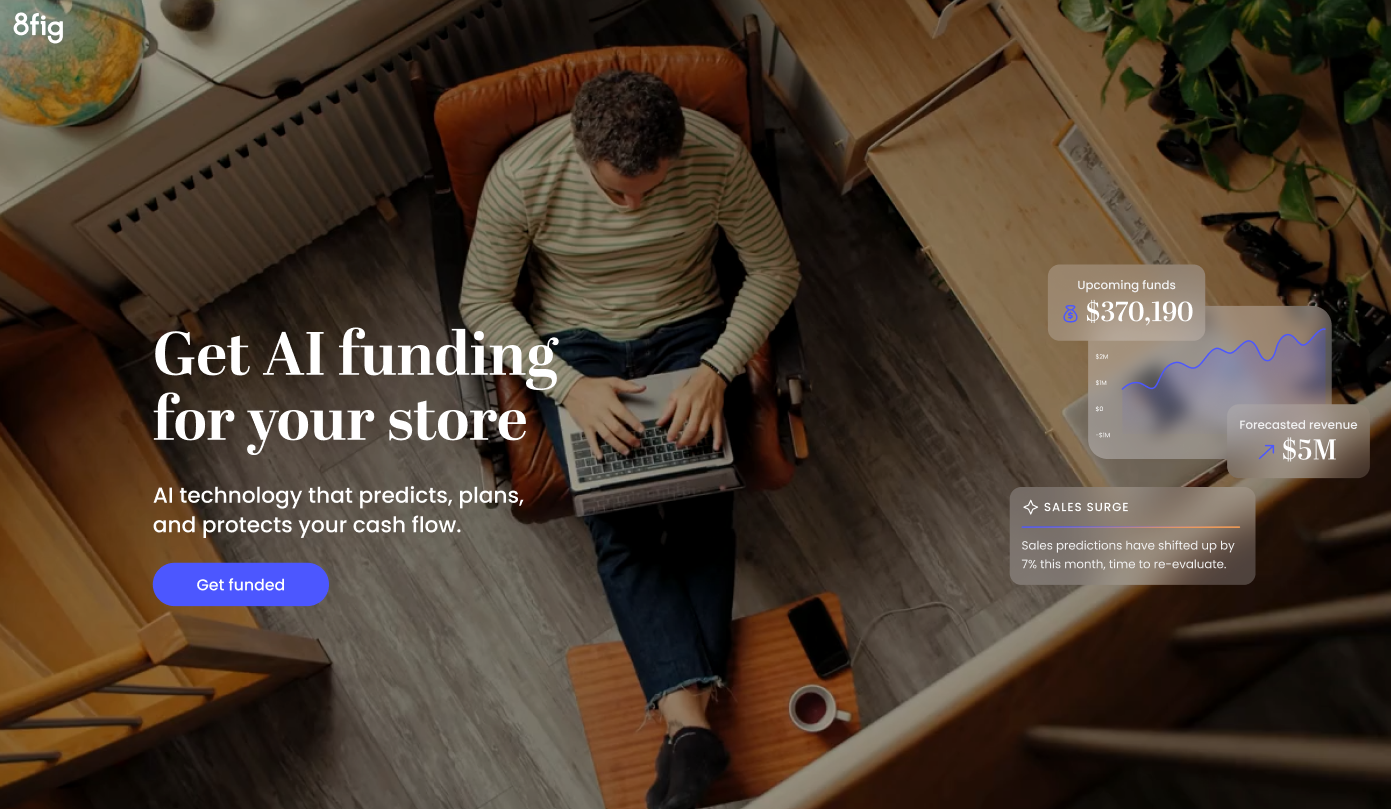 8fig
Get AI funding
for your store
AI technology that predicts, plans,
and protects your cash flow.
Get funded
Upcoming funds
$370,190
$2M
$1M
$0
-$1M
Forecasted revenue
$5M
SALES SURGE
Sales predictions have shifted up by
7% this month, time to re-evaluate.